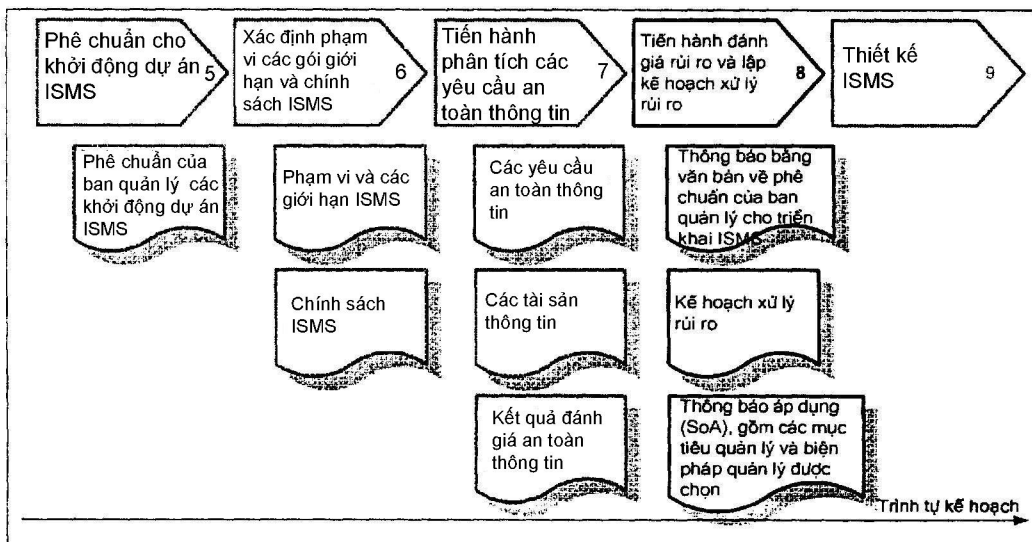 Phê chuẩn cho
khởi động dự án
ISMS
5
Xác định phạm
vi các gói giới
hạn và chính
sách ISMS
6
Tiến hành
phân tích các
yêu cầu an
toàn thông tin
7
Tiến hành đánh
giá rủi ro và lập
kế hoạch xử lý
rủi ro
8
Thiết kế
ISMS
9
Phê chuẩn của
ban quản lý các
khởi động dự án
ISMS
Phạm vi và các
giới hạn ISMS
Các yêu cầu
an toàn thông
tin
Thông báo bằng
văn bản về phê
chuẩn của ban
quản lý cho triển
khai ISMS
Chính sách
ISMS
Các tài sản
thông tin
Kế hoạch xử lý
rủi ro
Kết quả đánh
giá an toàn
thông tin
Thông báo áp dụng
(SoA), gồm các mục
tiêu quản lý và biện
pháp quản lý được
chọn
Trình tự kế hoạch